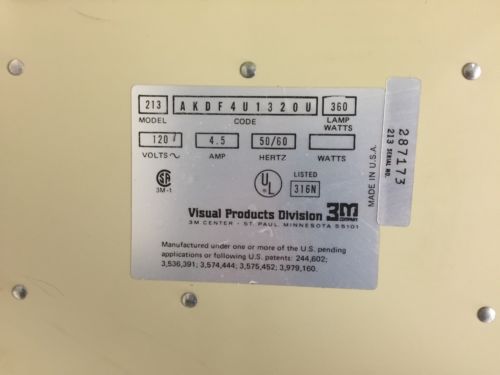 213 AKDF4U1320U 360
MODEL CODE LAMP WATTS
120 4.5 50/60
VOLTS ~ AMP HERTZ WATTS
SA
3M-1
UL
LISTED
316N
Visual Products Division 3M COMPANY
3M CENTER · ST. PAUL, MINNESOTA 55101
Manufactured under one or more of the U.S. pending
applications or following U.S. patents: 244,602;
3,536,391; 3,574,444; 3,575,452; 3,979,160.
MADE IN U.S.A.
287173
213 SERIAL NO.